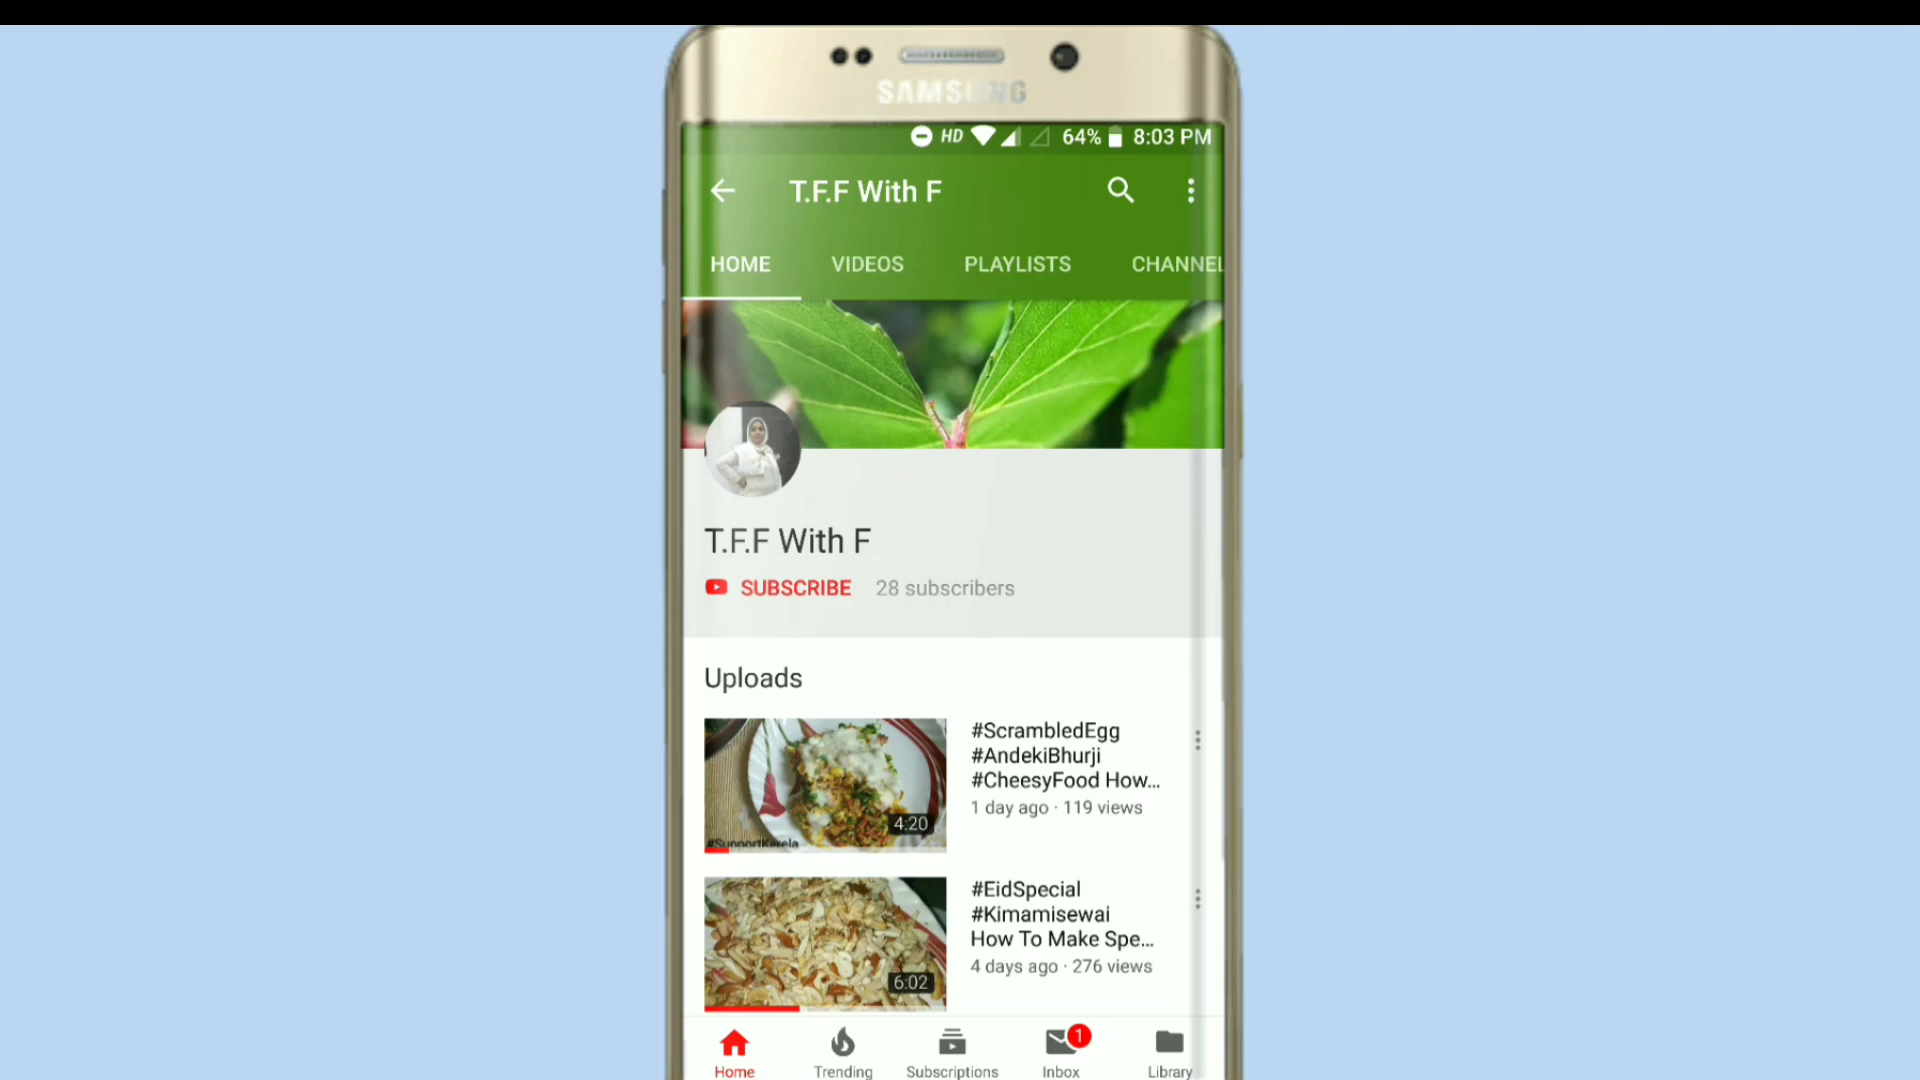 SAMSUNG
HD 64% 8:03 PM
T.F.F With F
HOME VIDEOS PLAYLISTS CHANNEL
T.F.F With F
SUBSCRIBE 28 subscribers
Uploads
#ScrambledEgg
#AndekiBhurji
#CheesyFood How...
1 day ago · 119 views
4:20
#SupportKerela
#EidSpecial
#Kimamisewai
How To Make Spe...
4 days ago · 276 views
6:02
1
Home Trending Subscriptions Inbox Library